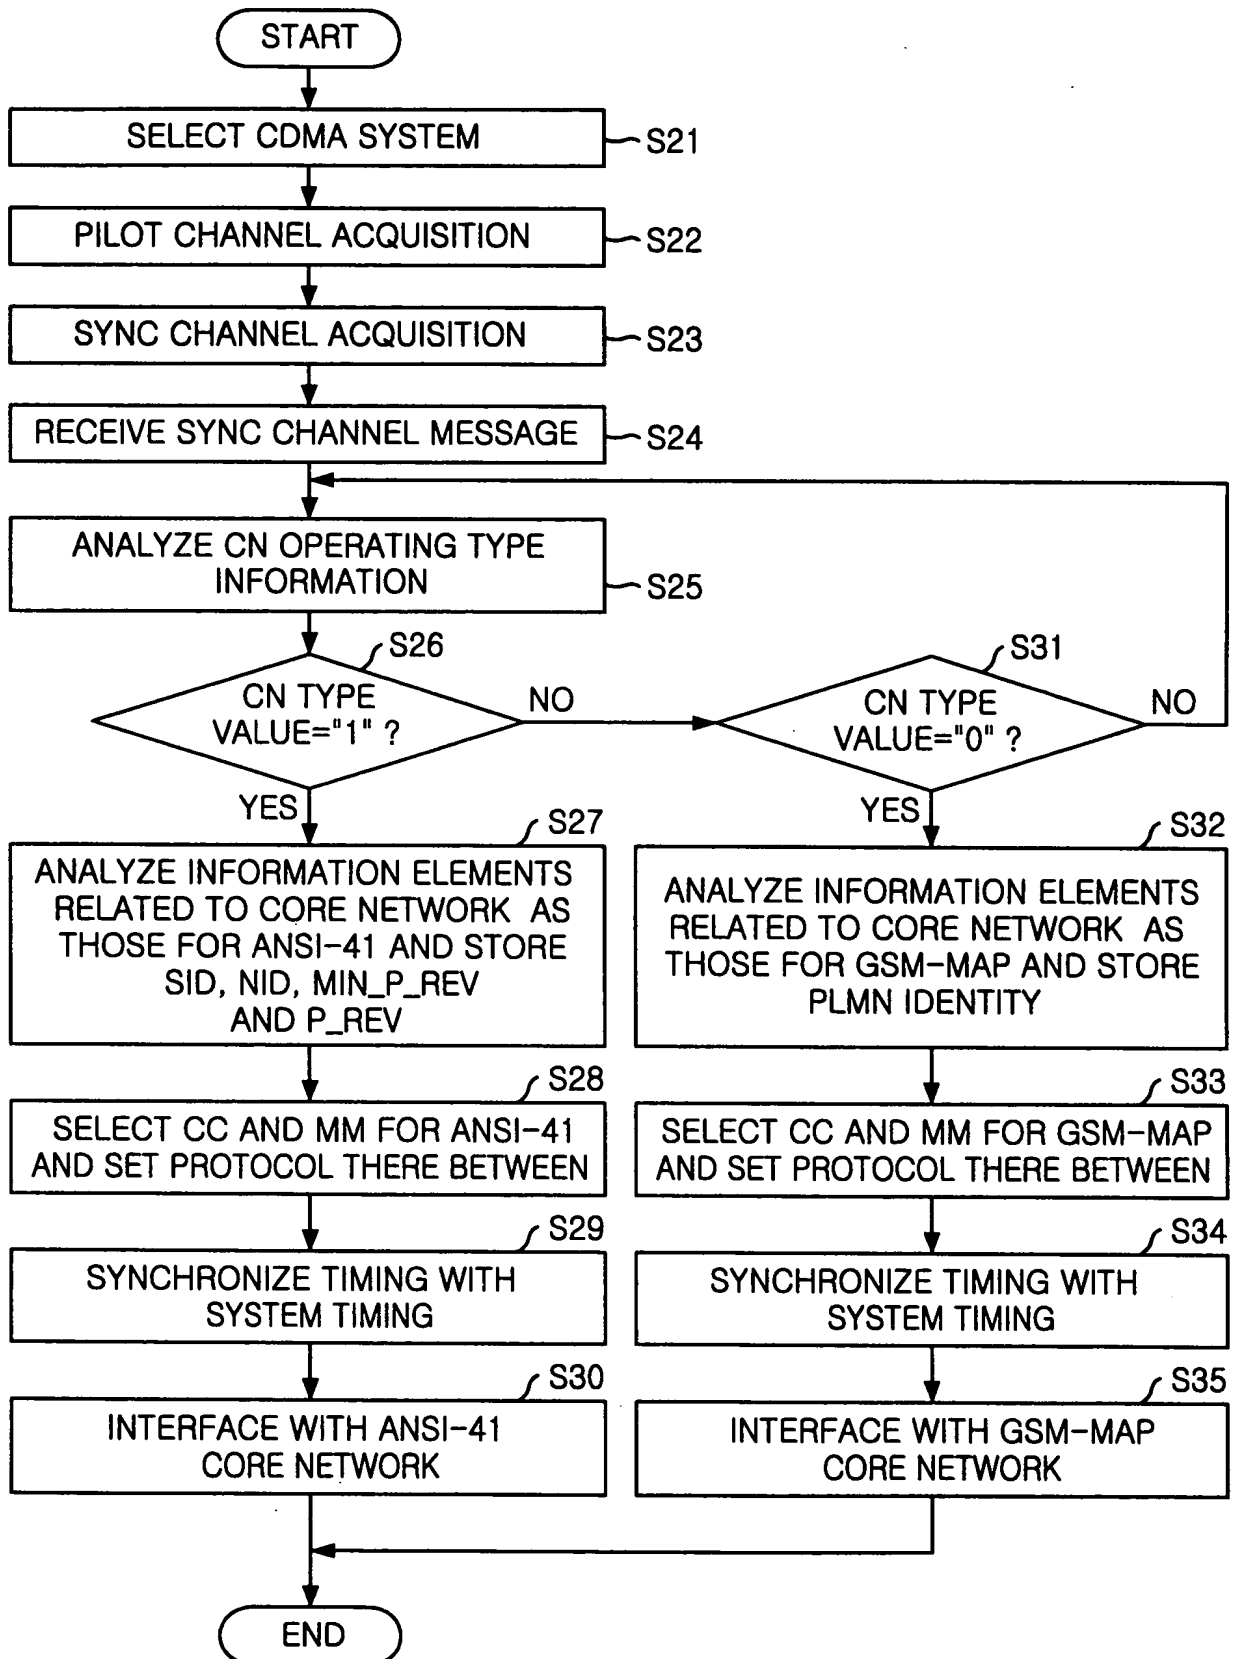 START
SELECT CDMA SYSTEM
S21
PILOT CHANNEL ACQUISITION
S22
SYNC CHANNEL ACQUISITION
S23
RECEIVE SYNC CHANNEL MESSAGE
S24
ANALYZE CN OPERATING TYPE
INFORMATION
S25
S26
CN TYPE
VALUE="1" ?
NO
YES
S31
CN TYPE
VALUE="0" ?
NO
YES
S27
ANALYZE INFORMATION ELEMENTS
RELATED TO CORE NETWORK AS
THOSE FOR ANSI-41 AND STORE
SID, NID, MIN_P_REV
AND P_REV
S32
ANALYZE INFORMATION ELEMENTS
RELATED TO CORE NETWORK AS
THOSE FOR GSM-MAP AND STORE
PLMN IDENTITY
S28
SELECT CC AND MM FOR ANSI-41
AND SET PROTOCOL THERE BETWEEN
S33
SELECT CC AND MM FOR GSM-MAP
AND SET PROTOCOL THERE BETWEEN
S29
SYNCHRONIZE TIMING WITH
SYSTEM TIMING
S34
SYNCHRONIZE TIMING WITH
SYSTEM TIMING
S30
INTERFACE WITH ANSI-41
CORE NETWORK
S35
INTERFACE WITH GSM-MAP
CORE NETWORK
END